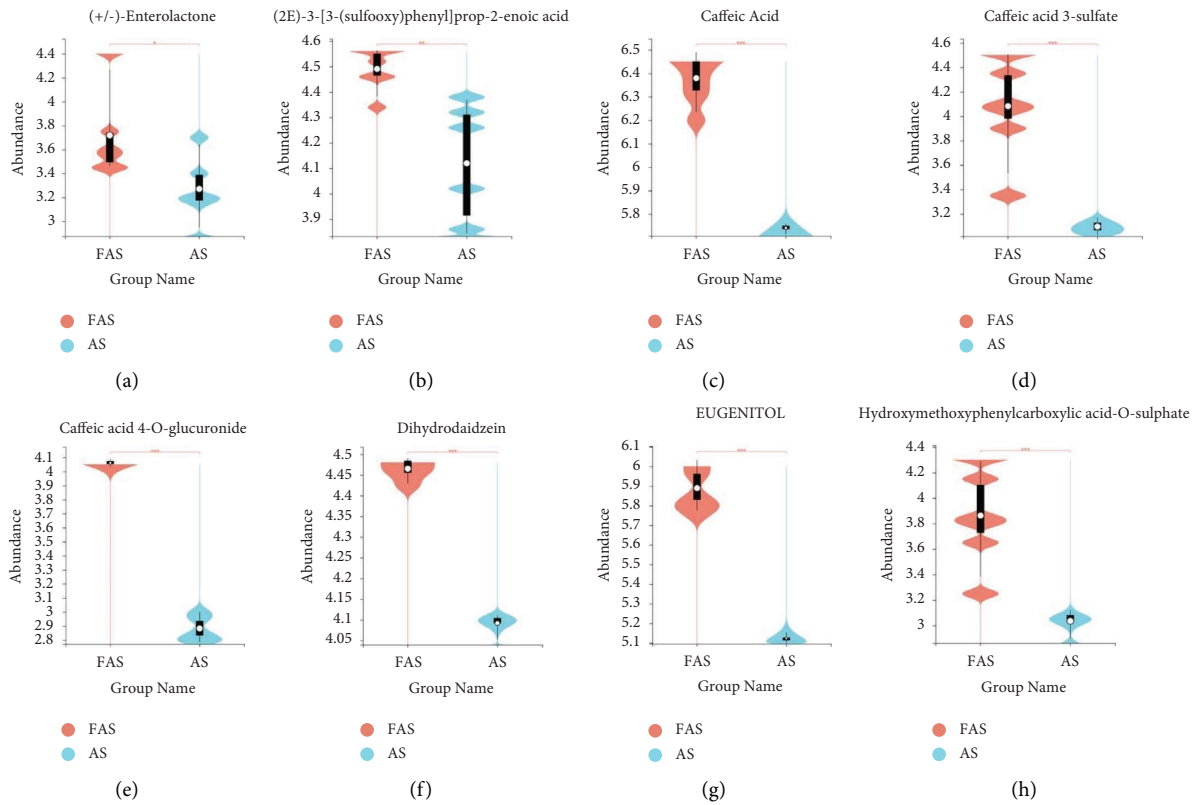 (+/-)-Enterolactone
*
4.4
4.2
4
3.8
3.6
3.4
3.2
3
Abundance
FAS
AS
Group Name
FAS
AS
(a)
(2E)-3-[3-(sulfooxy)phenyl]prop-2-enoic acid
**
4.6
4.5
4.4
4.3
4.2
4.1
4
3.9
Abundance
FAS
AS
Group Name
FAS
AS
(b)
Caffeic Acid
***
6.5
6.4
6.3
6.2
6.1
6
5.9
5.8
Abundance
FAS
AS
Group Name
FAS
AS
(c)
Caffeic acid 3-sulfate
***
4.6
4.4
4.2
4
3.8
3.6
3.4
3.2
Abundance
FAS
AS
Group Name
FAS
AS
(d)
Caffeic acid 4-O-glucuronide
***
4.1
4.0
3.9
3.8
3.7
3.6
3.5
3.4
3.3
3.2
3.1
3
2.9
2.8
Abundance
FAS
AS
Group Name
FAS
AS
(e)
Dihydrodaidzein
***
4.5
4.45
4.4
4.35
4.3
4.25
4.2
4.15
4.1
4.05
Abundance
FAS
AS
Group Name
FAS
AS
(f)
EUGENITOL
***
6.1
6
5.9
5.8
5.7
5.6
5.5
5.4
5.3
5.2
5.1
Abundance
FAS
AS
Group Name
FAS
AS
(g)
Hydroxymethoxyphenylcarboxylic acid-O-sulphate
***
4.4
4.2
4
3.8
3.6
3.4
3.2
3
Abundance
FAS
AS
Group Name
FAS
AS
(h)